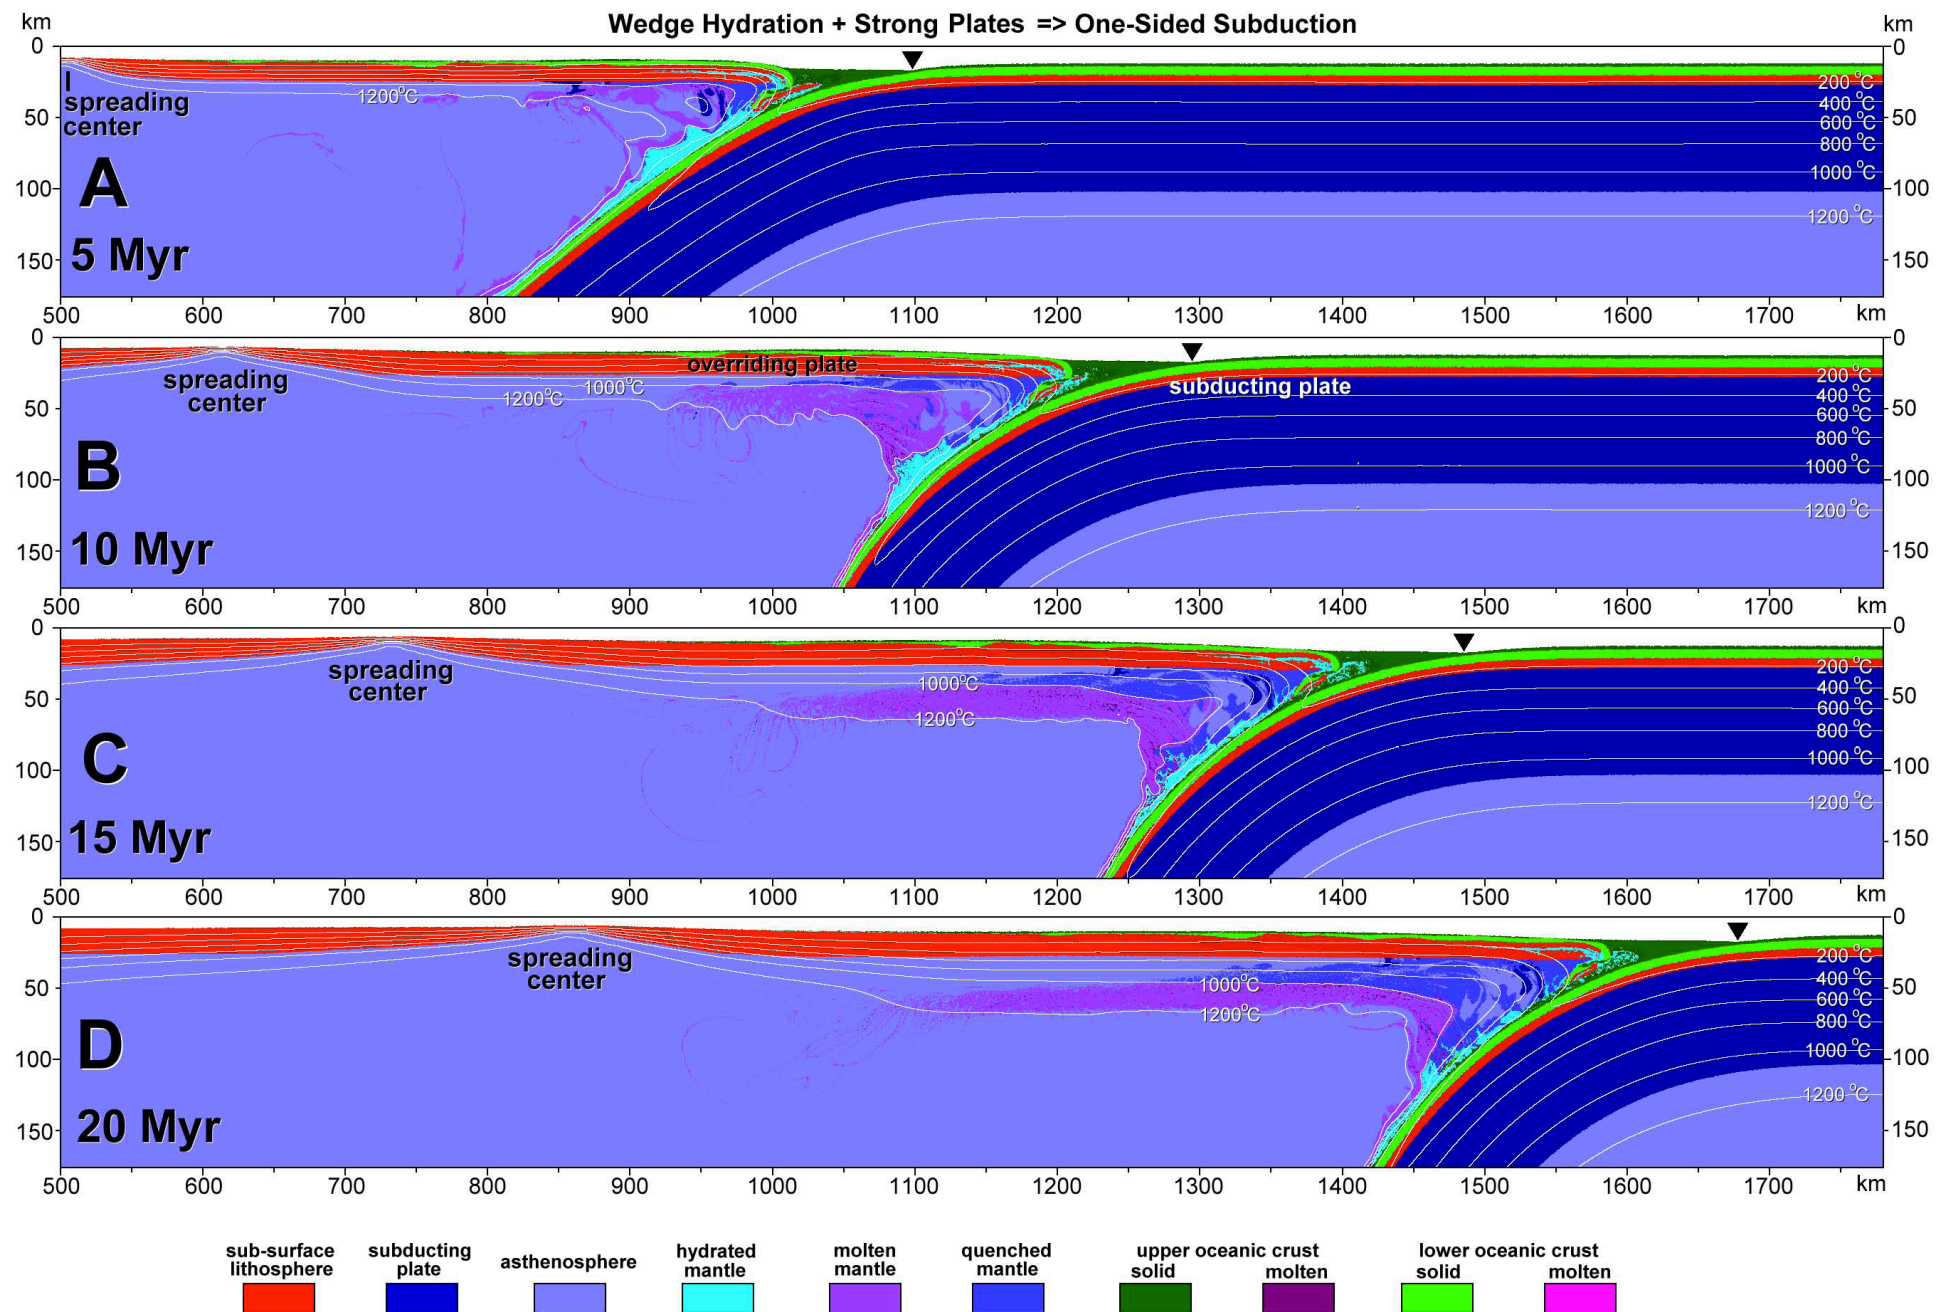 Wedge Hydration + Strong Plates => One-Sided Subduction
km km
0 0
200 °C
spreading center
1200°C
400 °C
50 50
600 °C
800 °C
A
1000 °C
100 100
1200 °C
5 Myr
150 150
500 600 700 800 900 1000 1100 1200 1300 1400 1500 1600 1700 km
0 0
overriding plate
200 °C
spreading center
1000°C
subducting plate
1200°C
400 °C
50 50
600 °C
800 °C
B
1000 °C
100 100
1200 °C
10 Myr
150 150
500 600 700 800 900 1000 1100 1200 1300 1400 1500 1600 1700 km
0 0
200 °C
spreading center
1000°C
400 °C
50 50
600 °C
1200°C
800 °C
C
1000 °C
100 100
1200 °C
15 Myr
150 150
500 600 700 800 900 1000 1100 1200 1300 1400 1500 1600 1700 km
0 0
200 °C
spreading center
1000°C
400 °C
50 50
600 °C
1200°C
800 °C
D
1000 °C
100 100
1200 °C
20 Myr
150 150
500 600 700 800 900 1000 1100 1200 1300 1400 1500 1600 1700 km
sub-surface lithosphere
subducting plate
asthenosphere
hydrated mantle
molten mantle
quenched mantle
upper oceanic crust
solid molten
lower oceanic crust
solid molten